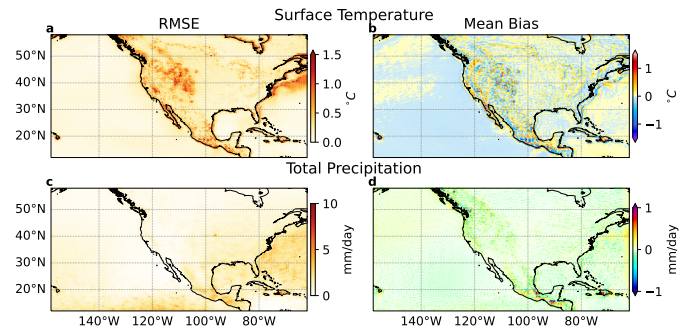 Surface Temperature
a RMSE
b Mean Bias
50°N
40°N
30°N
20°N
1.5
1.0
0.5
0.0
°C
1
0
−1
°C
Total Precipitation
c
d
50°N
40°N
30°N
20°N
10
5
0
mm/day
1
0
−1
mm/day
140°W 120°W 100°W 80°W
140°W 120°W 100°W 80°W